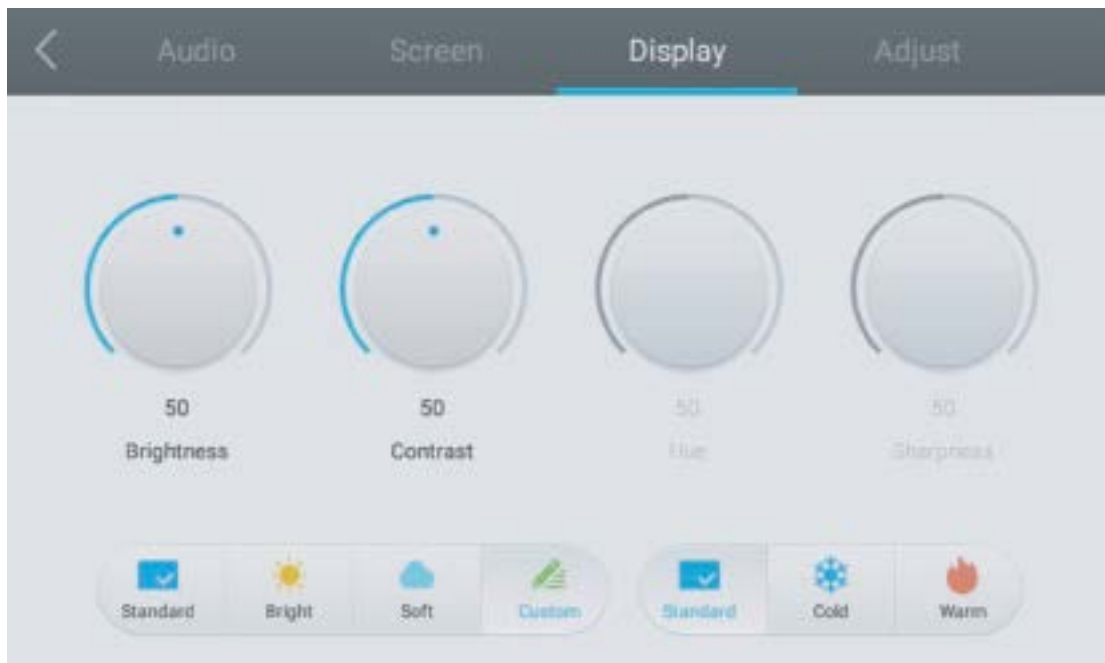 Audio Screen Display Adjust
50 50 50 50
Brightness Contrast Hue Sharpness
Standard Bright Soft Custom Standard Cold Warm